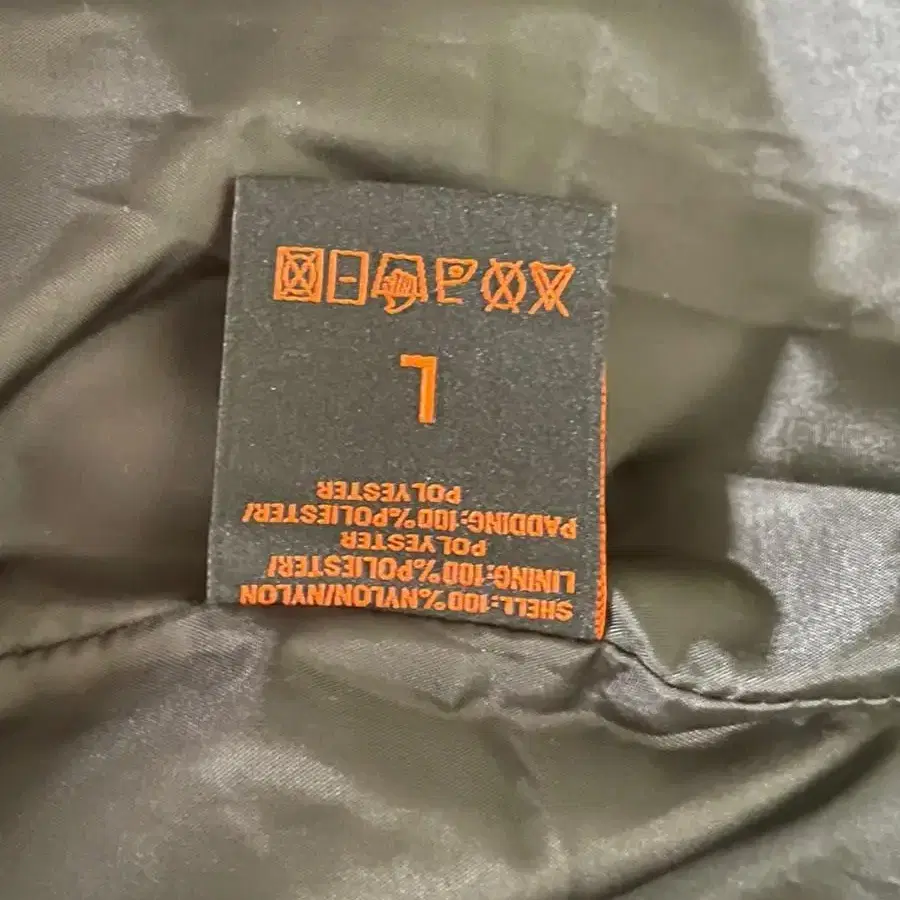 SHELL:100%NYLON/NYLON
LINING:100%POLIESTER/
POLYESTER
PADDING:100%POLIESTER/
POLYESTER
L